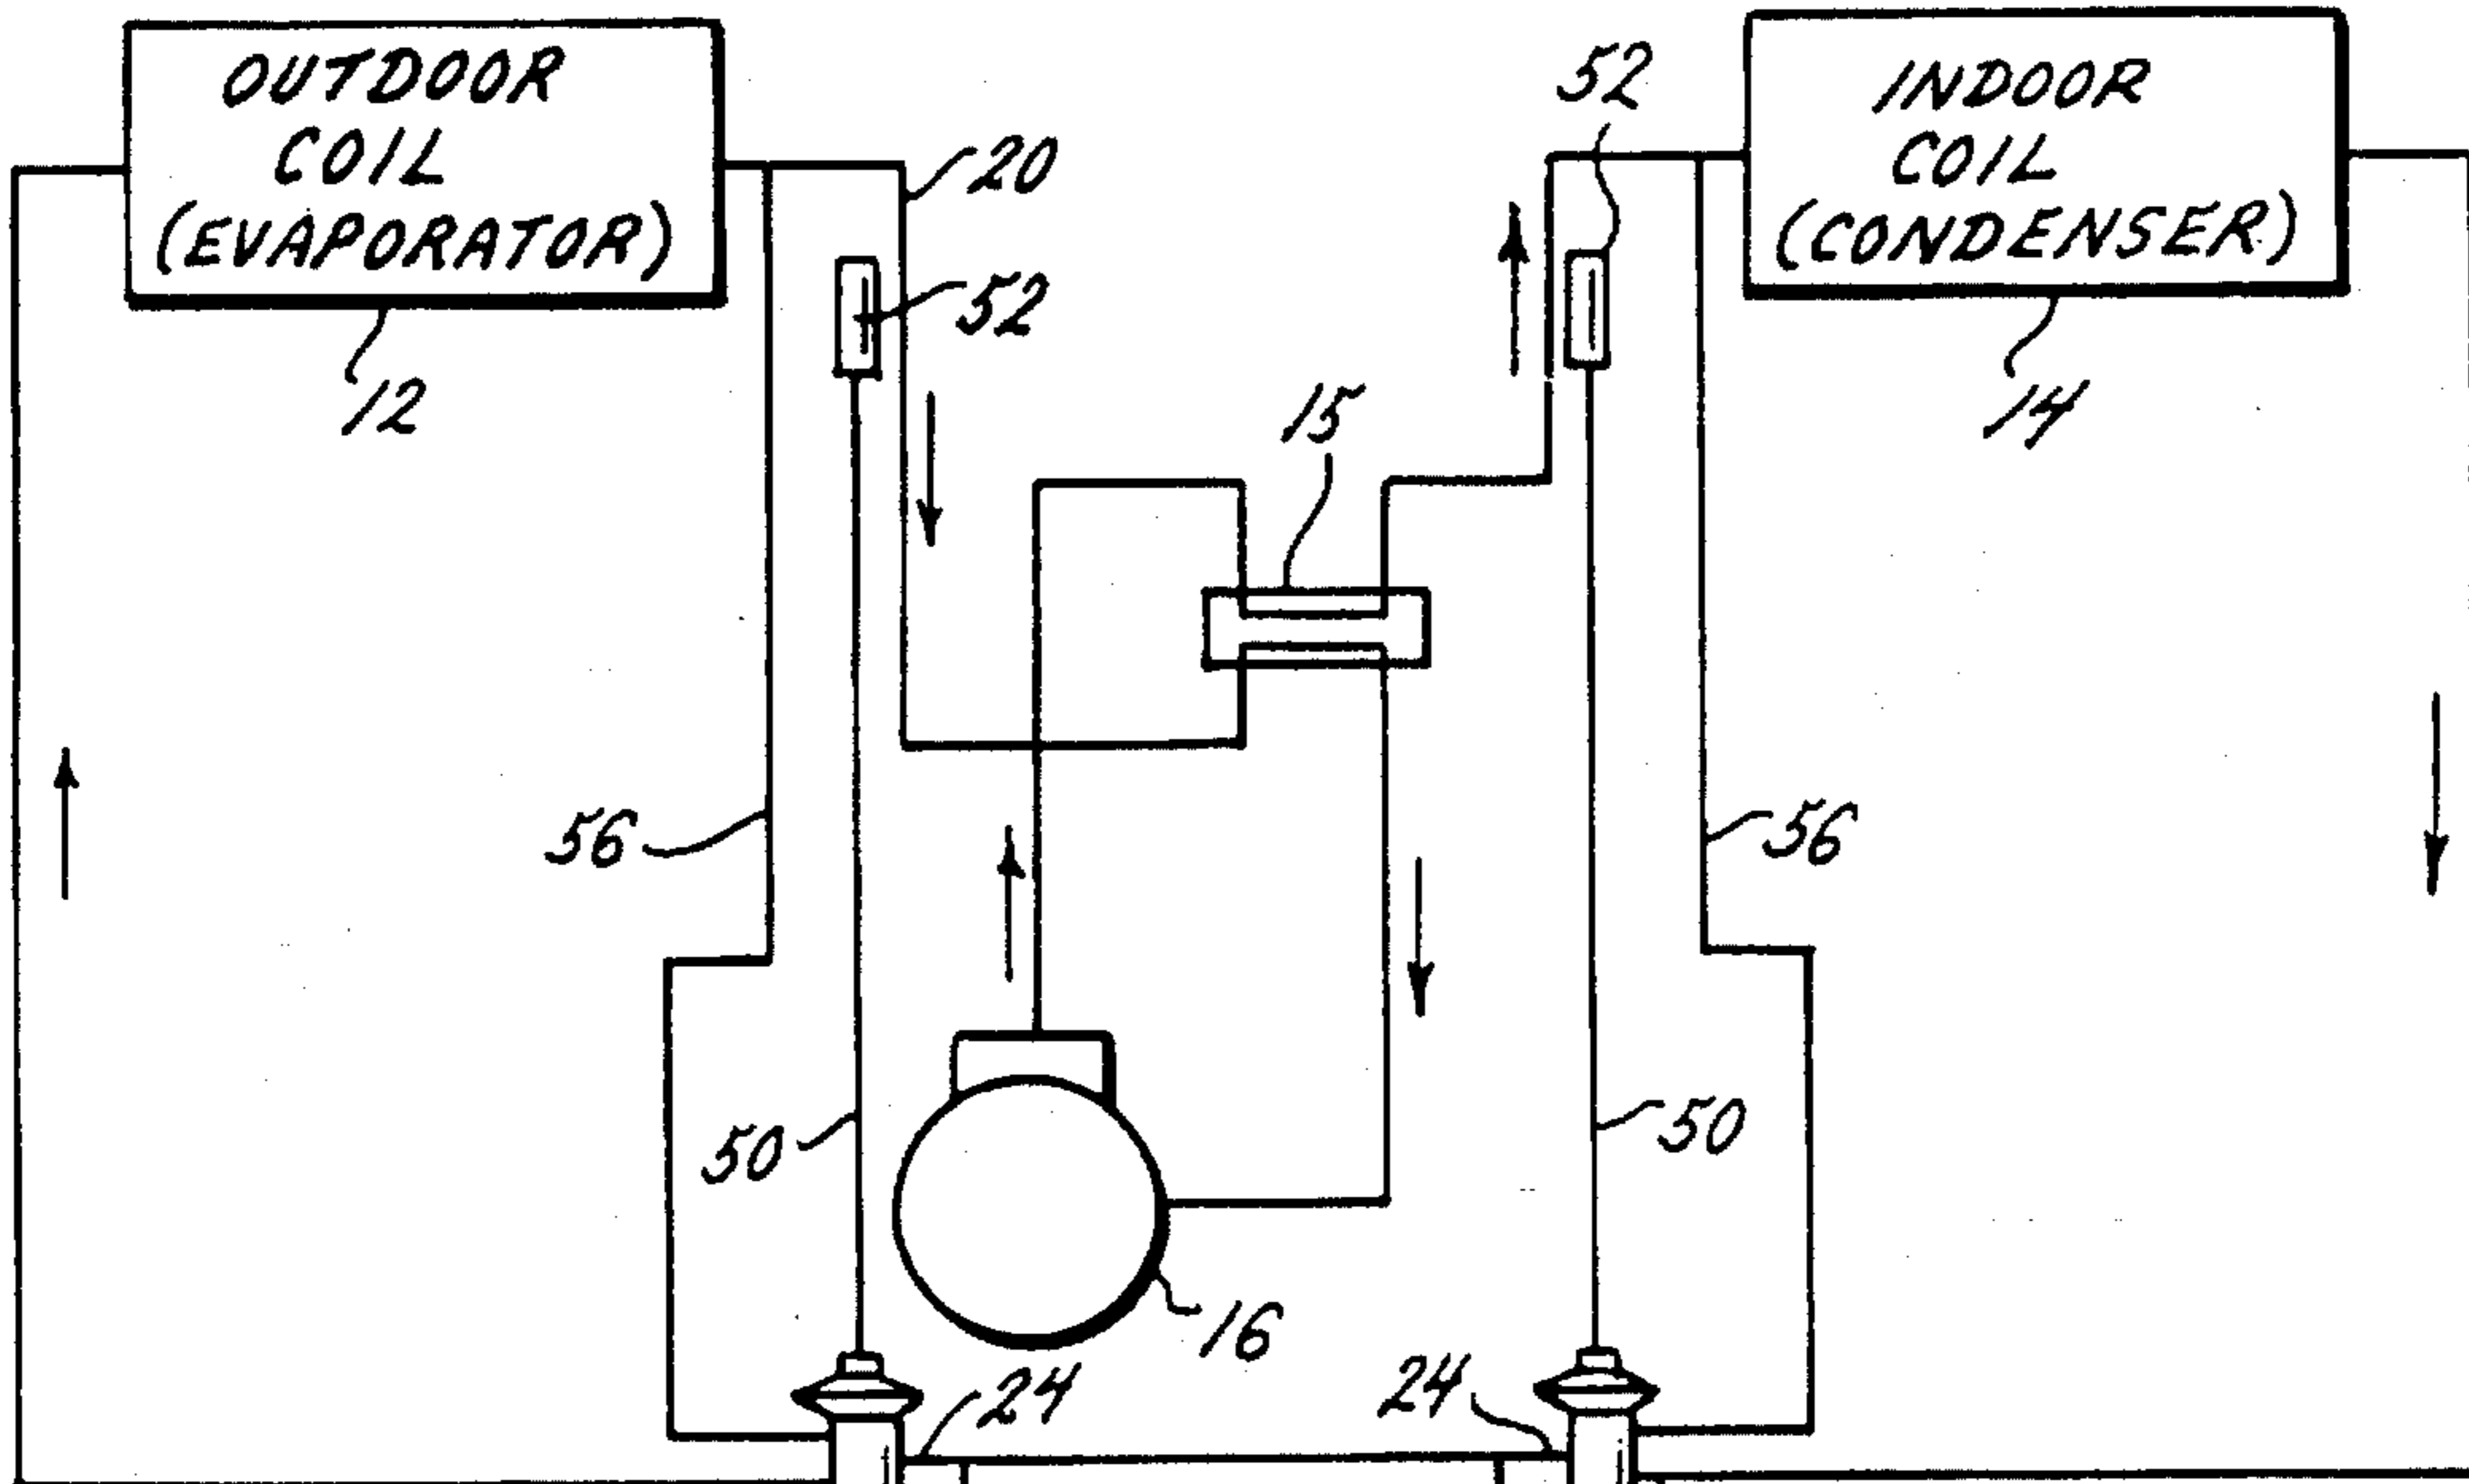 OUTDOOR
COIL
(EVAPORATOR)
INDOOR
COIL
(CONDENSER)
52
20
52
12
14
15
56
56
50
50
16
24
24